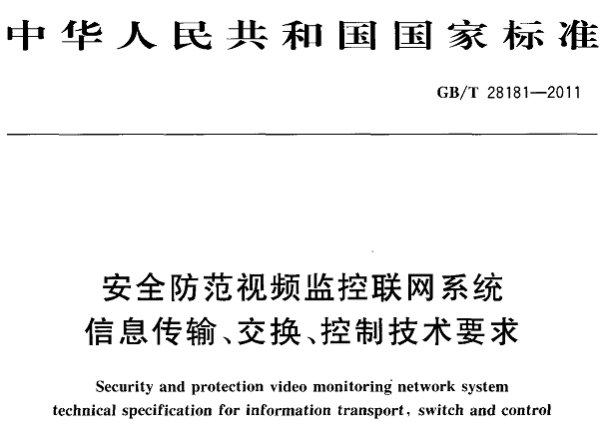 中华人民共和国国家标准
GB/T 28181—2011
安全防范视频监控联网系统
信息传输、交换、控制技术要求
Security and protection video monitoring network system
technical specification for information transport, switch and control